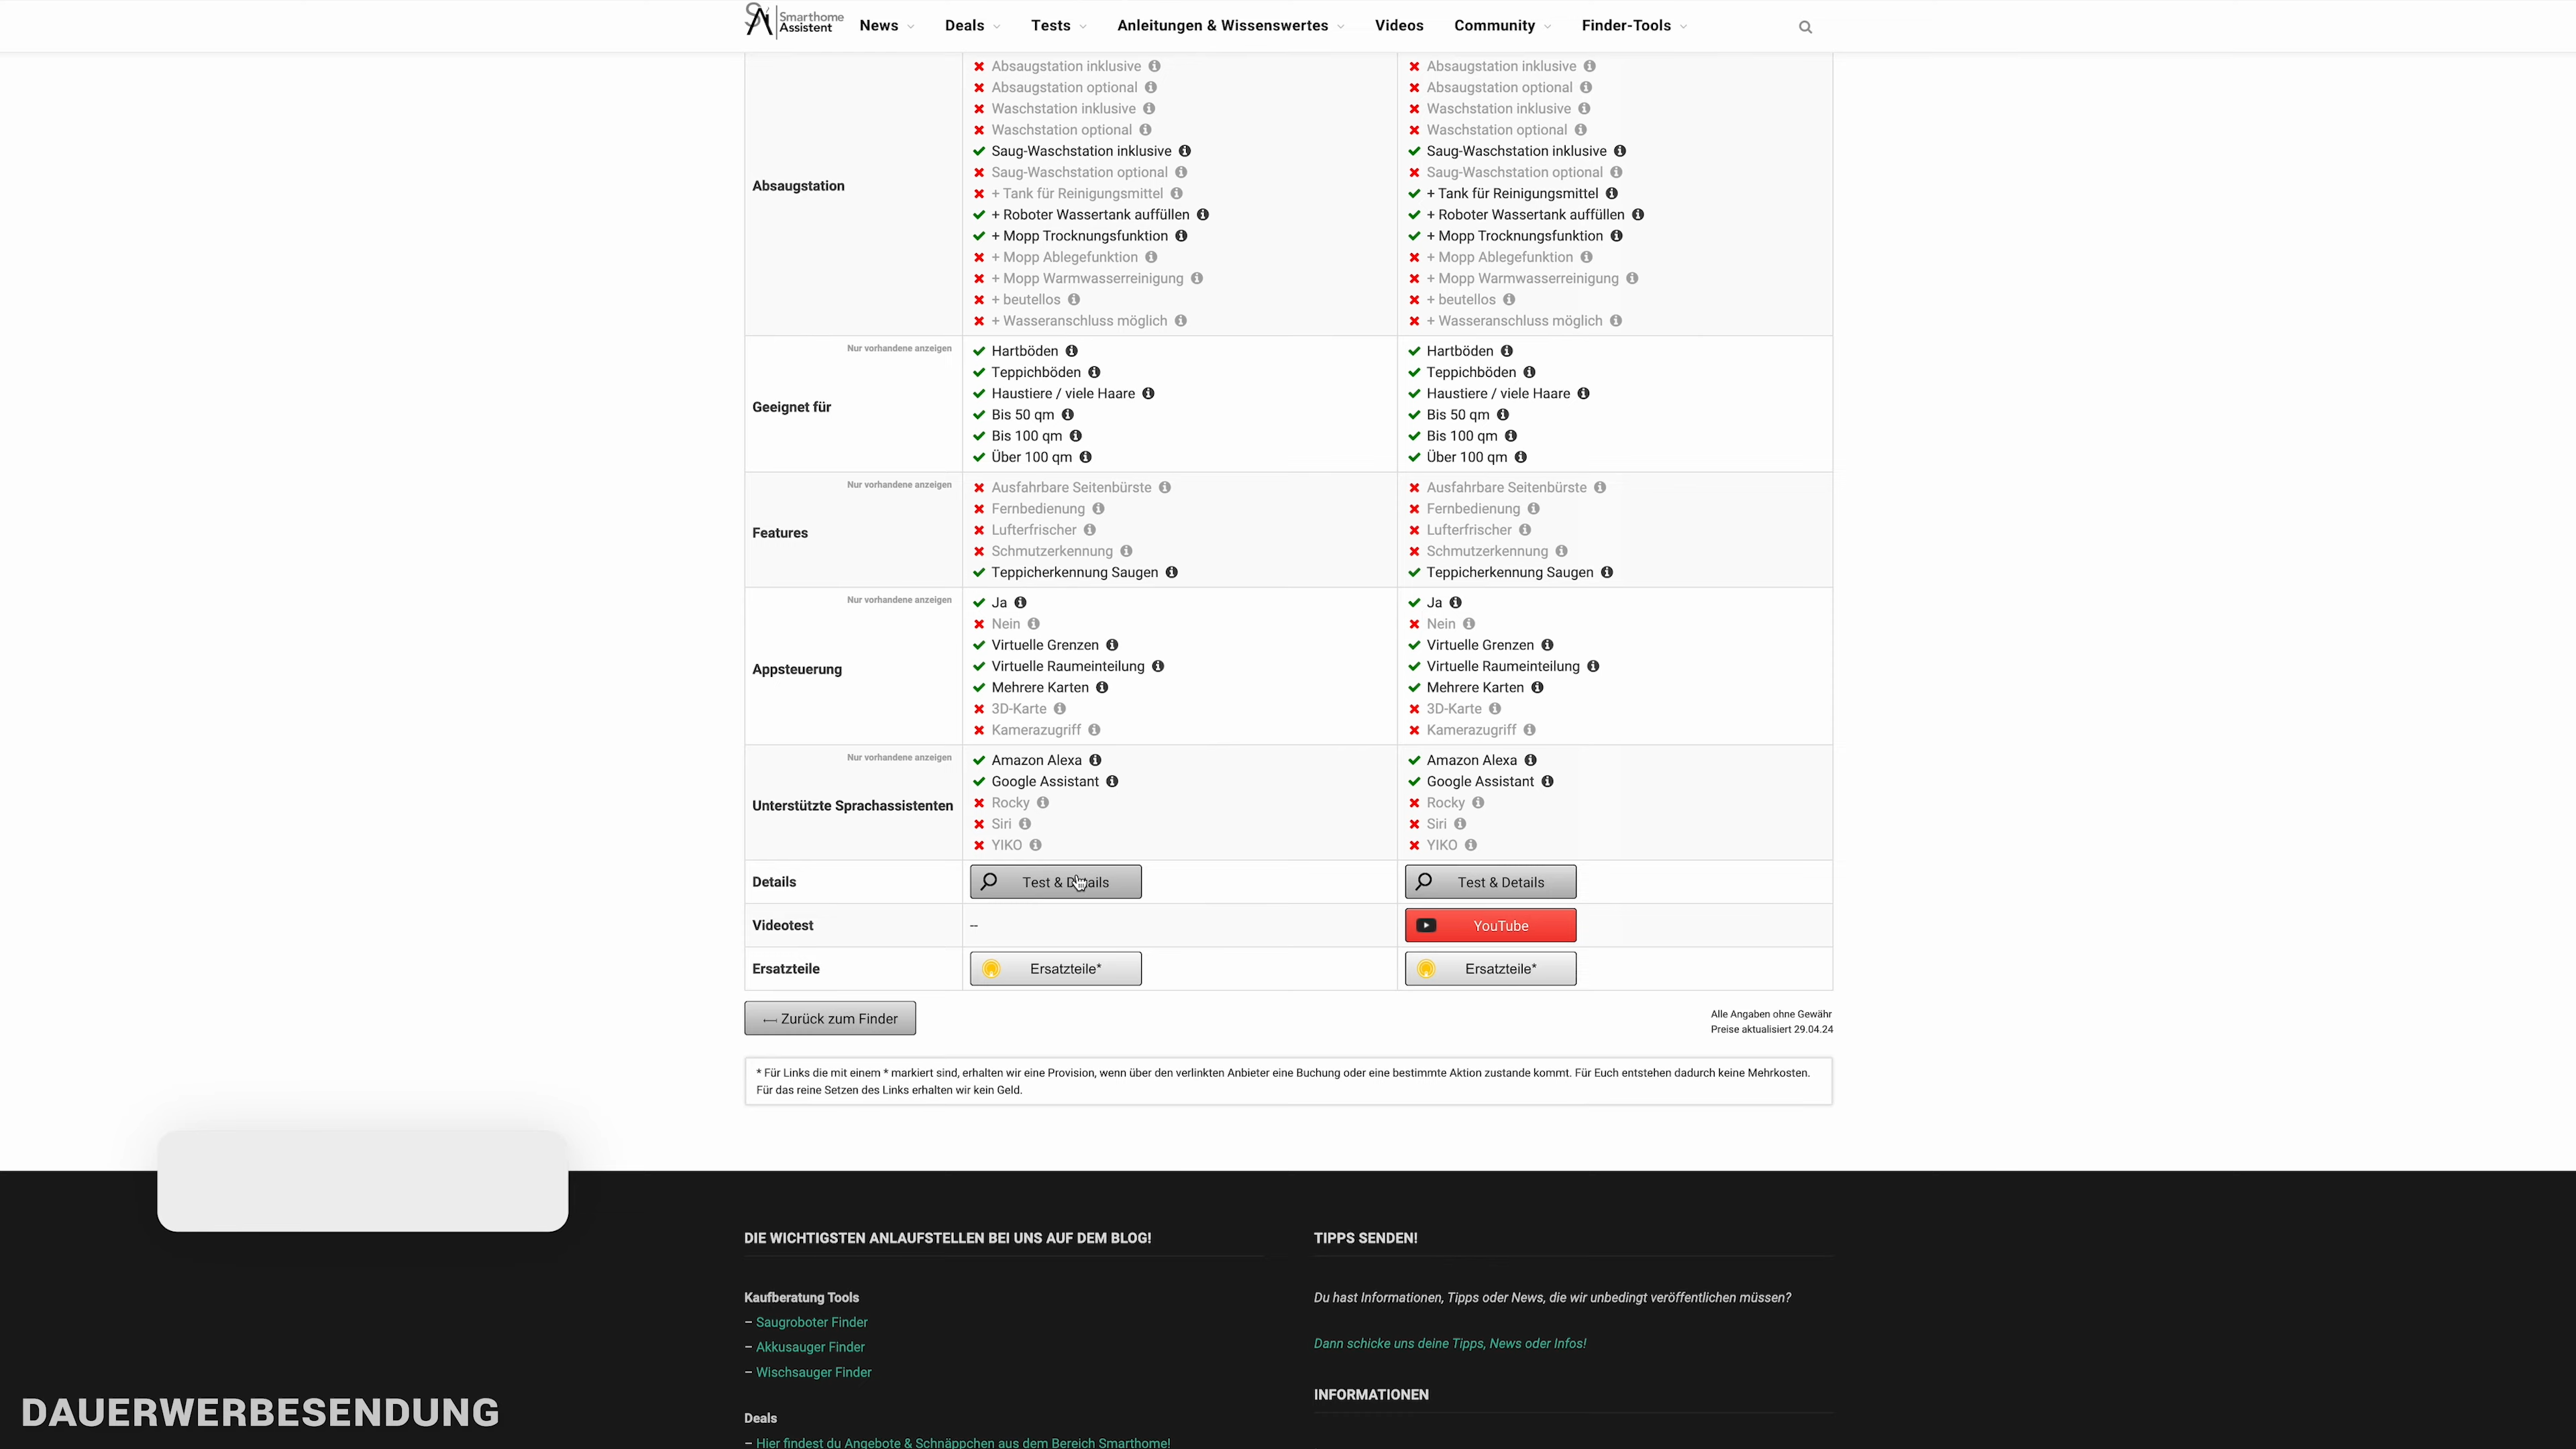 SA Smarthome Assistent News Deals Tests Anleitungen & Wissenswertes Videos Community Finder-Tools
Absaugstation
Absaugstation inklusive
Absaugstation optional
Waschstation inklusive
Waschstation optional
Saug-Waschstation inklusive
Saug-Waschstation optional
+ Tank für Reinigungsmittel
+ Roboter Wassertank auffüllen
+ Mopp Trocknungsfunktion
+ Mopp Ablegefunktion
+ Mopp Warmwasserreinigung
+ beutellos
+ Wasseranschluss möglich
Absaugstation inklusive
Absaugstation optional
Waschstation inklusive
Waschstation optional
Saug-Waschstation inklusive
Saug-Waschstation optional
+ Tank für Reinigungsmittel
+ Roboter Wassertank auffüllen
+ Mopp Trocknungsfunktion
+ Mopp Ablegefunktion
+ Mopp Warmwasserreinigung
+ beutellos
+ Wasseranschluss möglich
Nur vorhandene anzeigen
Geeignet für
Hartböden
Teppichböden
Haustiere / viele Haare
Bis 50 qm
Bis 100 qm
Über 100 qm
Hartböden
Teppichböden
Haustiere / viele Haare
Bis 50 qm
Bis 100 qm
Über 100 qm
Nur vorhandene anzeigen
Features
Ausfahrbare Seitenbürste
Fernbedienung
Lufterfrischer
Schmutzerkennung
Teppicherkennung Saugen
Ausfahrbare Seitenbürste
Fernbedienung
Lufterfrischer
Schmutzerkennung
Teppicherkennung Saugen
Nur vorhandene anzeigen
Appsteuerung
Ja
Nein
Virtuelle Grenzen
Virtuelle Raumeinteilung
Mehrere Karten
3D-Karte
Kamerazugriff
Ja
Nein
Virtuelle Grenzen
Virtuelle Raumeinteilung
Mehrere Karten
3D-Karte
Kamerazugriff
Nur vorhandene anzeigen
Unterstützte Sprachassistenten
Amazon Alexa
Google Assistant
Rocky
Siri
YIKO
Amazon Alexa
Google Assistant
Rocky
Siri
YIKO
Details Test & Details Test & Details
Videotest -- YouTube
Ersatzteile Ersatzteile* Ersatzteile*
Zurück zum Finder
Alle Angaben ohne Gewähr
Preise aktualisiert 29.04.24
* Für Links die mit einem * markiert sind, erhalten wir eine Provision, wenn über den verlinkten Anbieter eine Buchung oder eine bestimmte Aktion zustande kommt. Für Euch entstehen dadurch keine Mehrkosten.
Für das reine Setzen des Links erhalten wir kein Geld.
DIE WICHTIGSTEN ANLAUFSTELLEN BEI UNS AUF DEM BLOG!
Kaufberatung Tools
– Saugroboter Finder
– Akkusauger Finder
– Wischsauger Finder
Deals
– Hier findest du Angebote & Schnäppchen aus dem Bereich Smarthome!
TIPPS SENDEN!
Du hast Informationen, Tipps oder News, die wir unbedingt veröffentlichen müssen?
Dann schicke uns deine Tipps, News oder Infos!
INFORMATIONEN
DAUERWERBESENDUNG